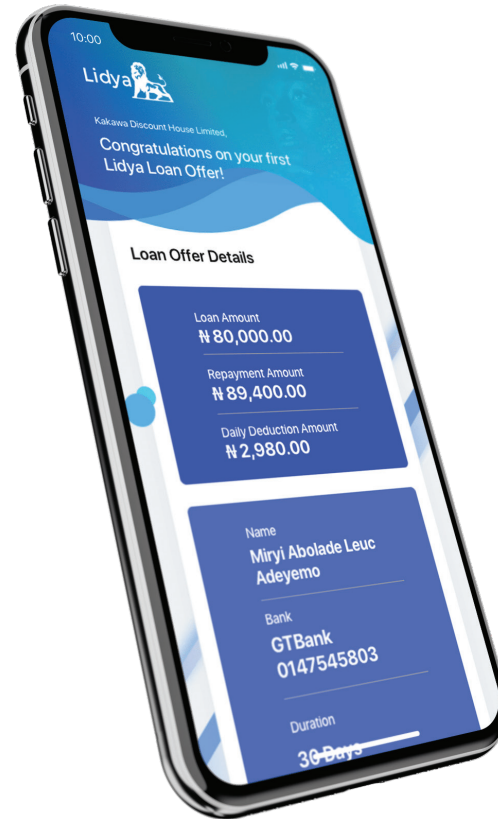 10:00
Lidya
Kakawa Discount House Limited,
Congratulations on your first
Lidya Loan Offer!
Loan Offer Details
Loan Amount
₦ 80,000.00
Repayment Amount
₦ 89,400.00
Daily Deduction Amount
₦ 2,980.00
Name
Miryi Abolade Leuc
Adeyemo
Bank
GTBank
0147545803
Duration
30 Days